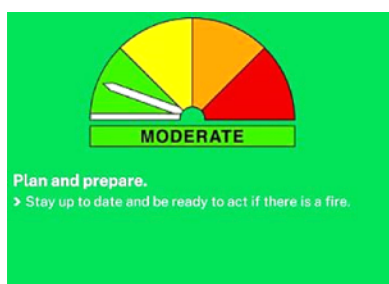 MODERATE
Plan and prepare.
› Stay up to date and be ready to act if there is a fire.